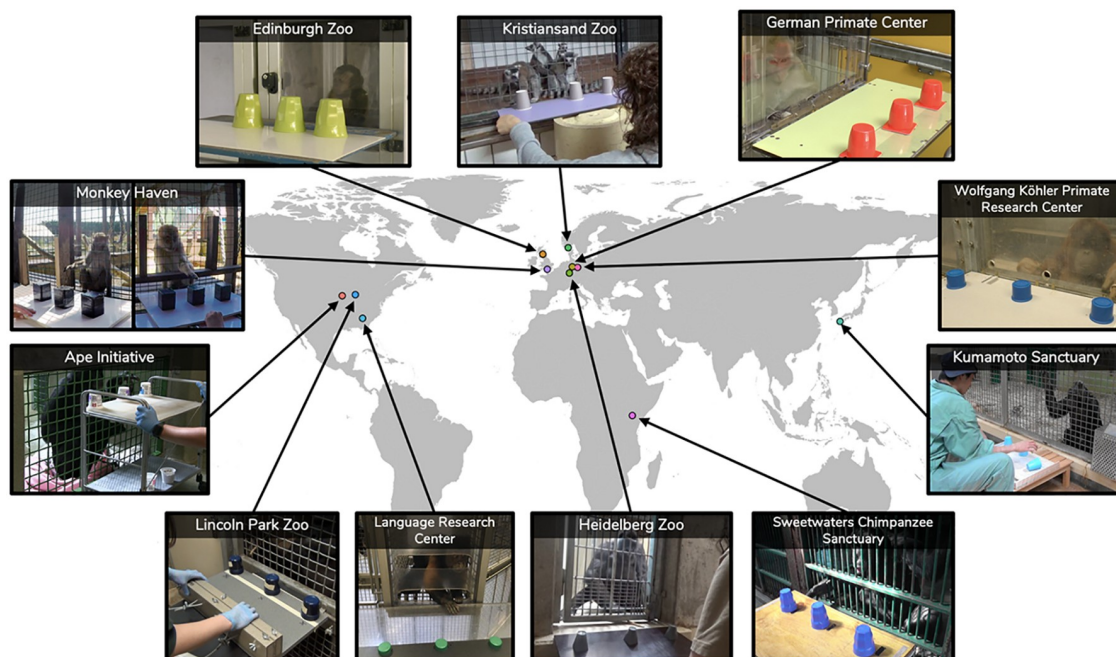 Edinburgh Zoo
Kristiansand Zoo
German Primate Center
Monkey Haven
Wolfgang Köhler Primate
Research Center
Ape Initiative
Kumamoto Sanctuary
Lincoln Park Zoo
Language Research
Center
Heidelberg Zoo
Sweetwaters Chimpanzee
Sanctuary